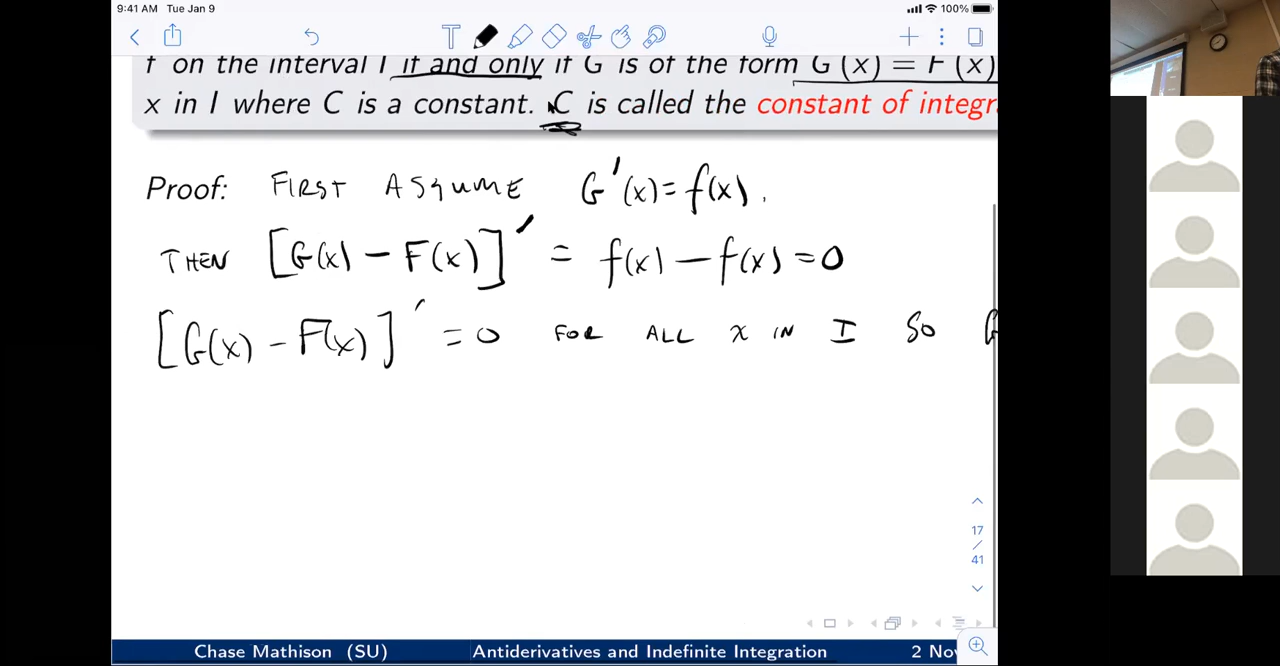 9:41 AM Tue Jan 9
100%
f on the interval I if and only if G is of the form G (x) = F (x)
x in I where C is a constant. C is called the constant of integr
Proof: FIRST ASSUME G'(x) = f(x).
THEN [G(x) − F(x)]' = f(x) − f(x) = 0
[G(x) − F(x)]' = 0 FOR ALL x IN I SO G
17
/
41
Chase Mathison (SU) Antiderivatives and Indefinite Integration 2 Nov